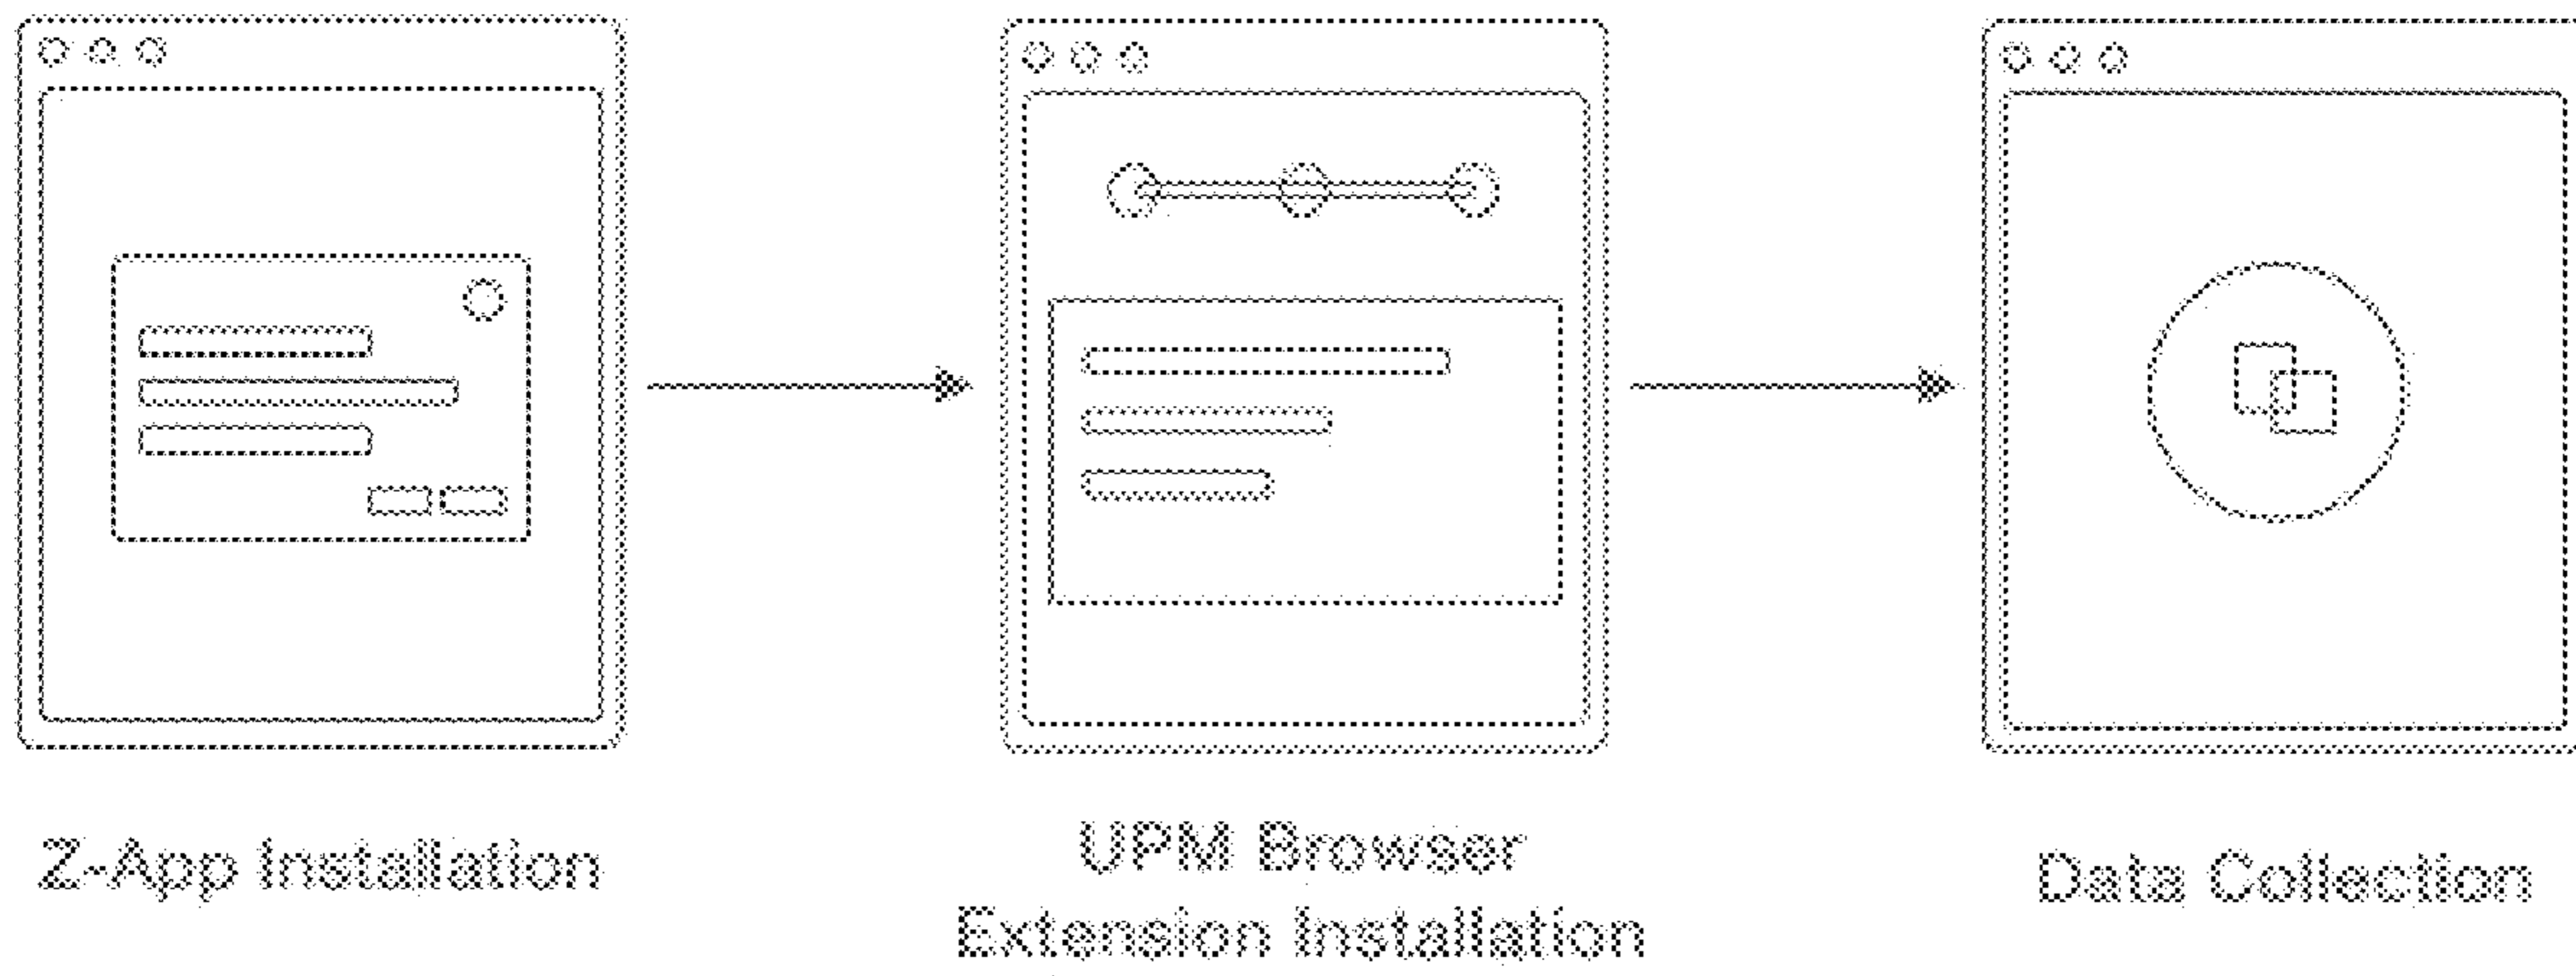 Z-App Installation
UPM Browser
Extension Installation
Data Collection